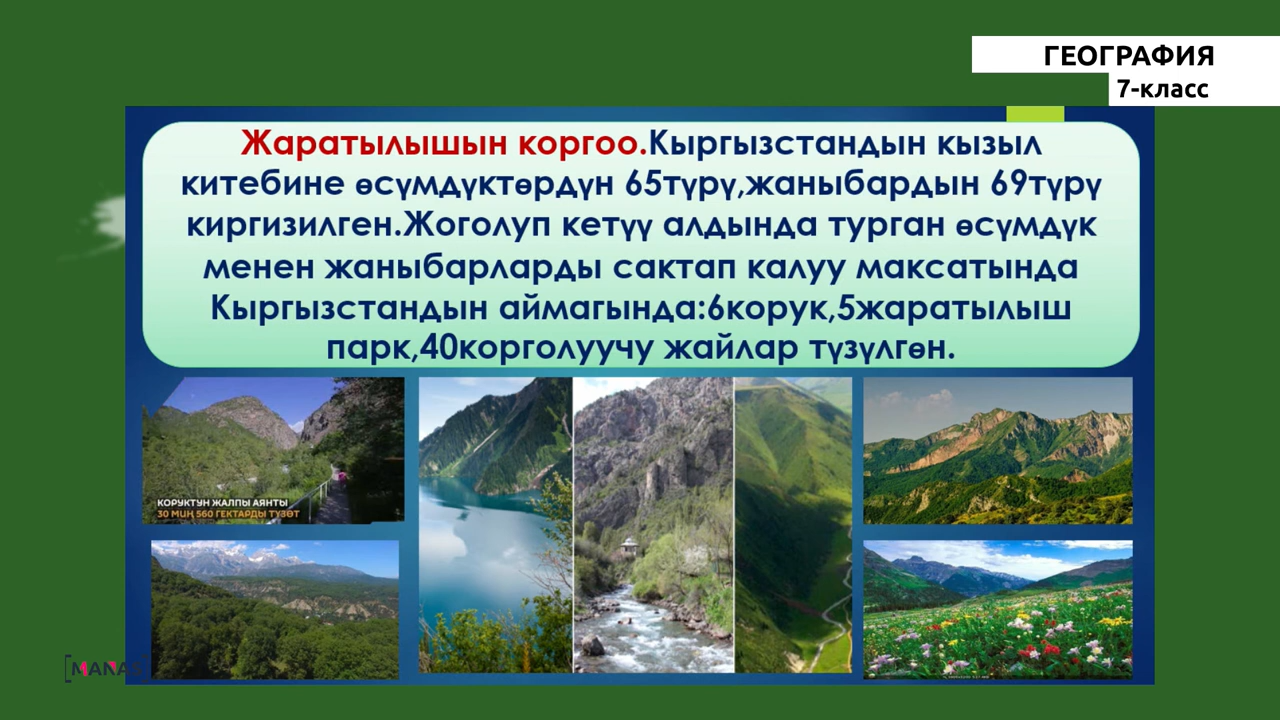 ГЕОГРАФИЯ
7-класс
Жаратылышын коргоо.Кыргызстандын кызыл
китебине өсүмдүктөрдүн 65түрү,жаныбардын 69түрү
киргизилген.Жоголуп кетүү алдында турган өсүмдүк
менен жаныбарларды сактап калуу максатында
Кыргызстандын аймагында:6корук,5жаратылыш
парк,40корголуучу жайлар түзүлгөн.
КОРУКТУН ЖАЛПЫ АЯНТЫ
30 МИҢ 560 ГЕКТАРДЫ ТҮЗӨТ
MANAS